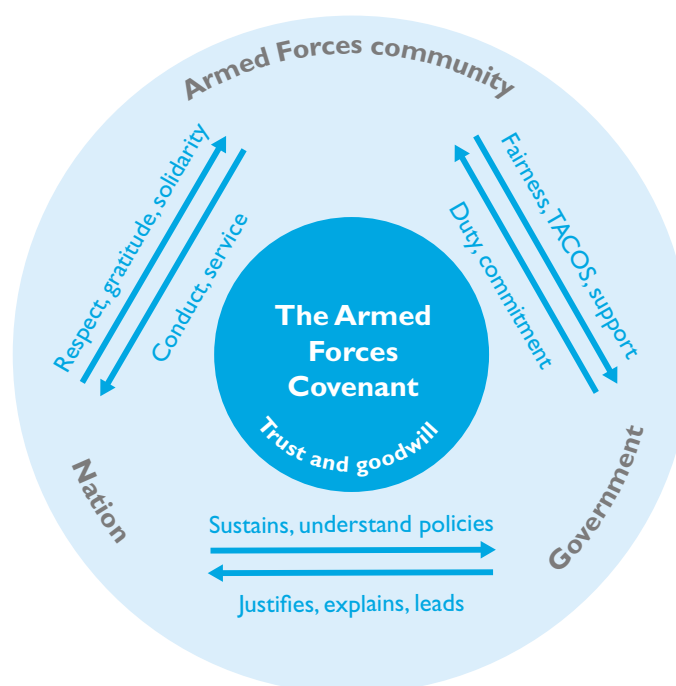 Armed Forces community
Respect, gratitude, solidarity
Conduct, service
Fairness, TACOS, support
Duty, commitment
The Armed
Forces
Covenant
Trust and goodwill
Nation
Government
Sustains, understand policies
Justifies, explains, leads